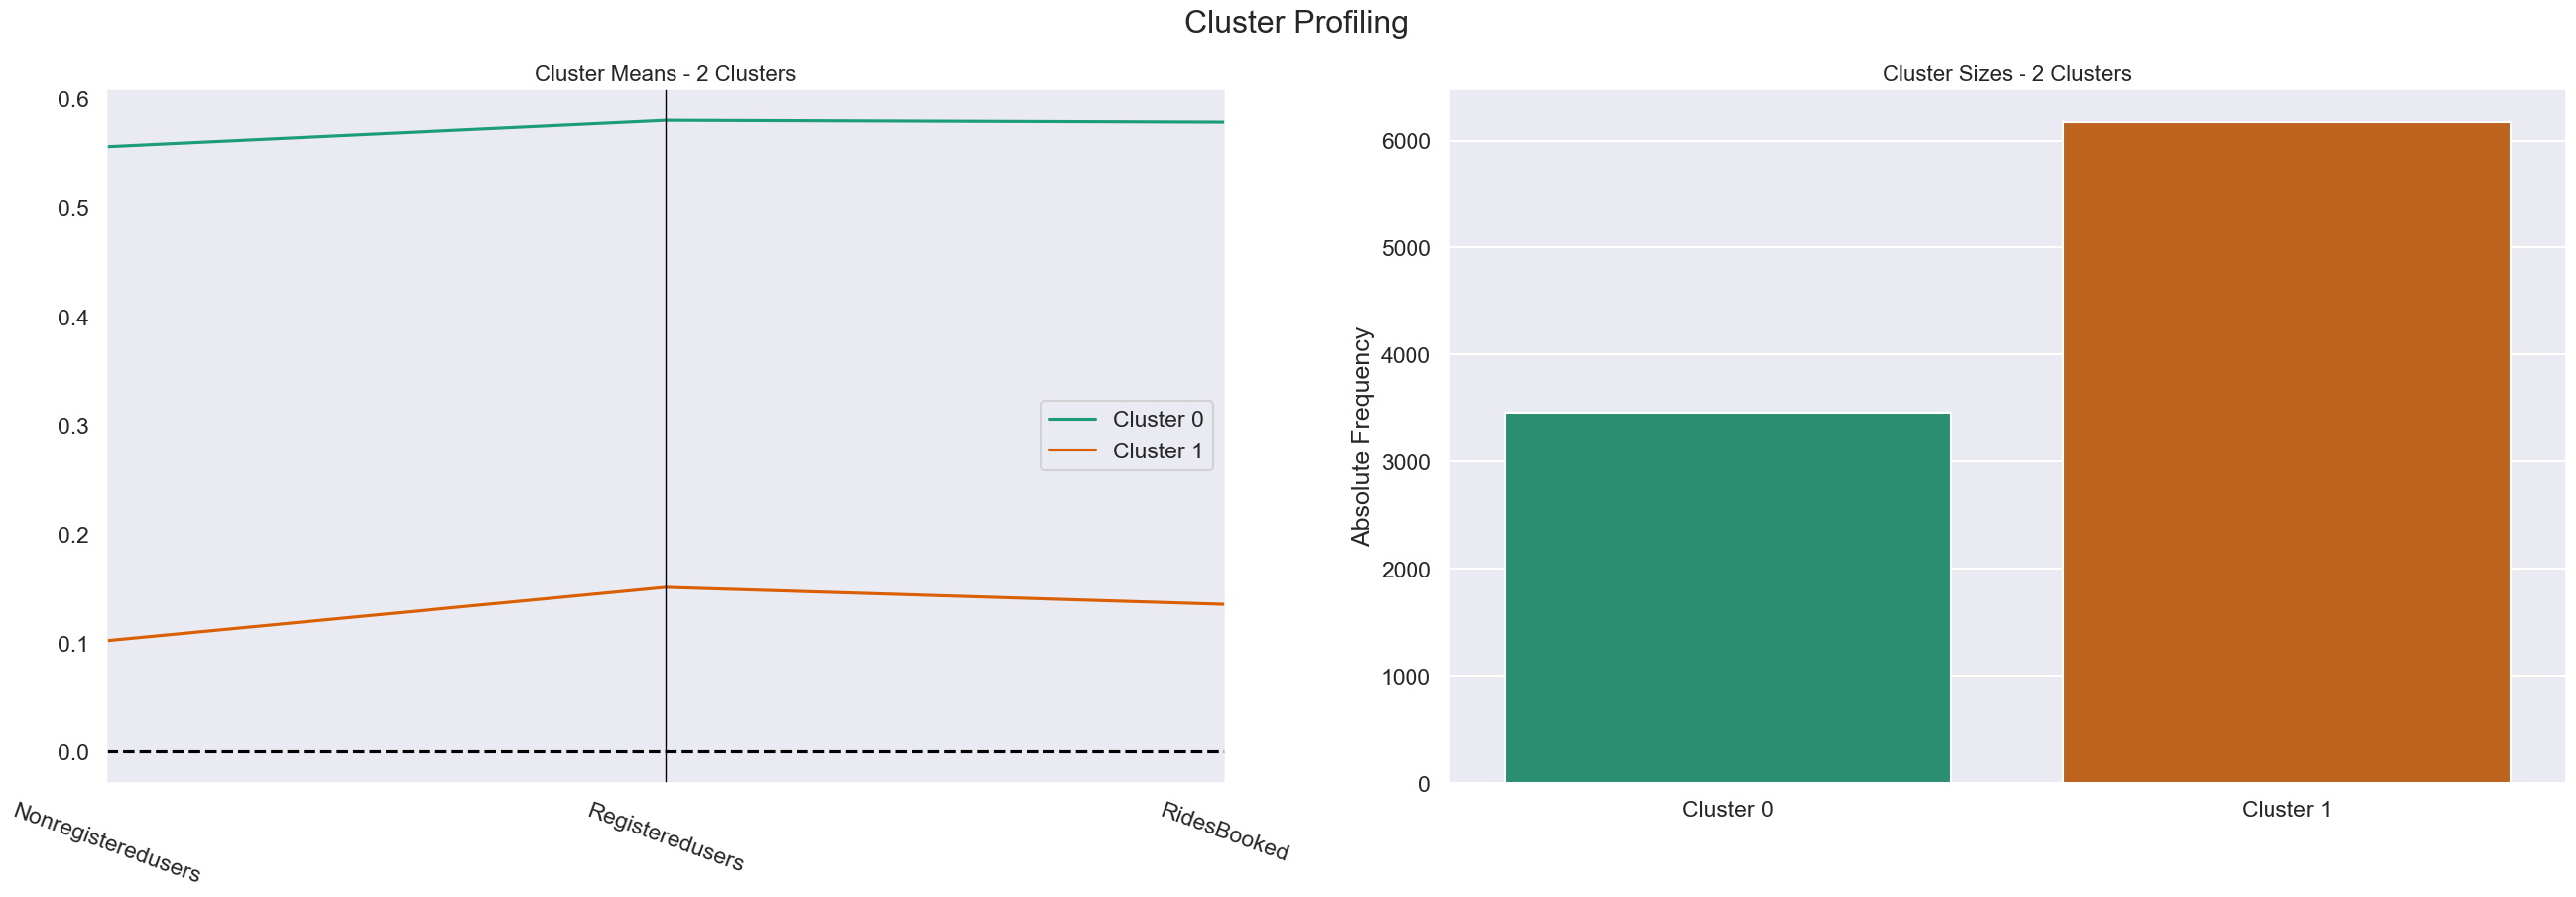 Cluster Profiling
Cluster Means - 2 Clusters
0.6
0.5
0.4
0.3
0.2
0.1
0.0
Cluster 0
Cluster 1
Nonregisteredusers
Registeredusers
RidesBooked
Cluster Sizes - 2 Clusters
Absolute Frequency
6000
5000
4000
3000
2000
1000
0
Cluster 0
Cluster 1